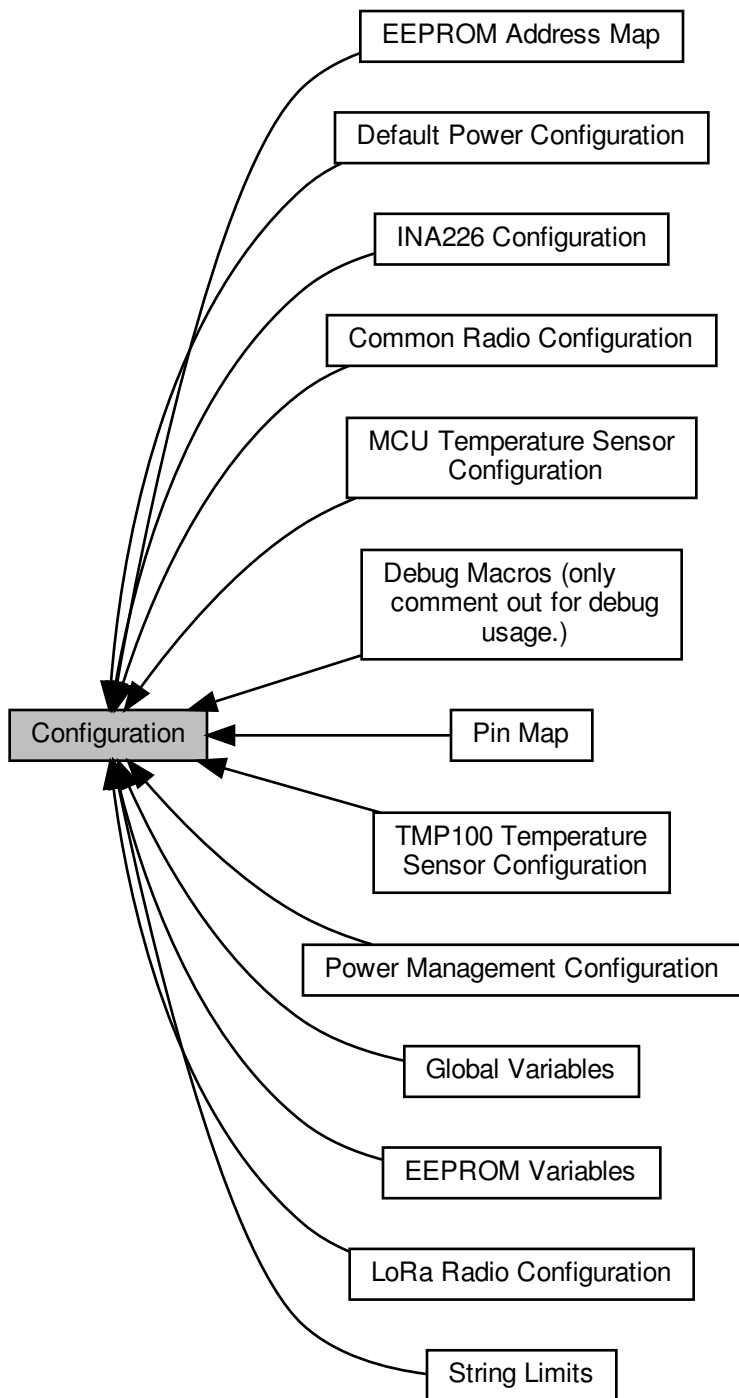 EEPROM Address Map
Default Power Configuration
INA226 Configuration
Common Radio Configuration
MCU Temperature Sensor
Configuration
Debug Macros (only
comment out for debug
usage.)
Configuration
Pin Map
TMP100 Temperature
Sensor Configuration
Power Management Configuration
Global Variables
EEPROM Variables
LoRa Radio Configuration
String Limits